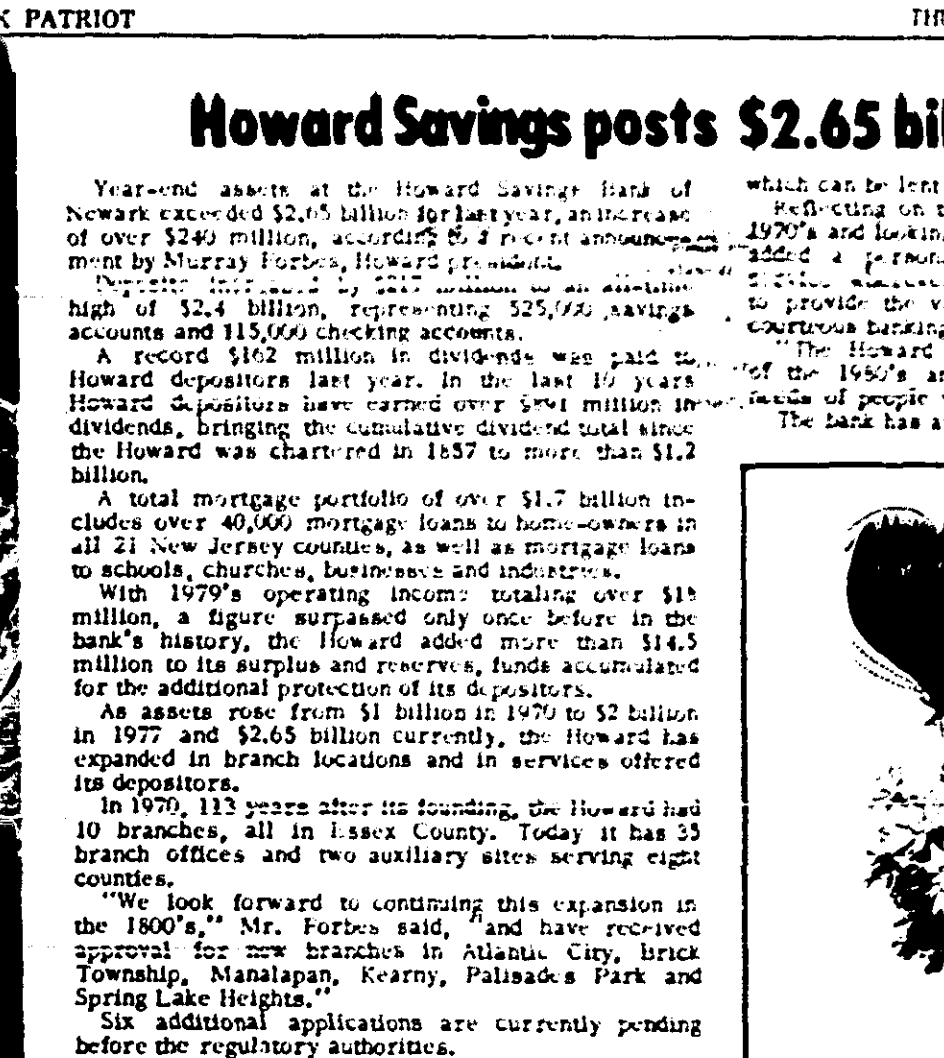 K PATRIOT
TH
Howard Savings posts $2.65 bil
Year-end assets at the Howard Savings Bank of
Newark exceeded $2.65 billion for last year, an increase
of over $240 million, according to a recent announce-
ment by Murray Forbes, Howard president.
Deposits increased by million to an all-time
high of $2.4 billion, representing 525,000 savings
accounts and 115,000 checking accounts.
A record $162 million in dividends was paid to
Howard depositors last year. In the last 10 years
Howard depositors have earned over million in
dividends, bringing the cumulative dividend total since
the Howard was chartered in 1857 to more than $1.2
billion.
A total mortgage portfolio of over $1.7 billion in-
cludes over 40,000 mortgage loans to home-owners in
all 21 New Jersey counties, as well as mortgage loans
to schools, churches, businesses and industries.
With 1979's operating income totaling over
million, a figure surpassed only once before in the
bank's history, the Howard added more than $14.5
million to its surplus and reserves, funds accumulated
for the additional protection of its depositors.
As assets rose from $1 billion in 1970 to $2 billion
in 1977 and $2.65 billion currently, the Howard has
expanded in branch locations and in services offered
its depositors.
In 1970, 113 years after its founding, the Howard had
10 branches, all in Essex County. Today it has 35
branch offices and two auxiliary sites serving eight
counties.
"We look forward to continuing this expansion in
the 1800's," Mr. Forbes said, "and have received
approval for new branches in Atlantic City, Brick
Township, Manalapan, Kearny, Palisades Park and
Spring Lake Heights."
Six additional applications are currently pending
before the regulatory authorities.
which can be lent
Reflecting on t
1970's and lookin
added a person
to provide the v
courteous banking
"The Howard
of the 1980's an
needs of people
The bank has a